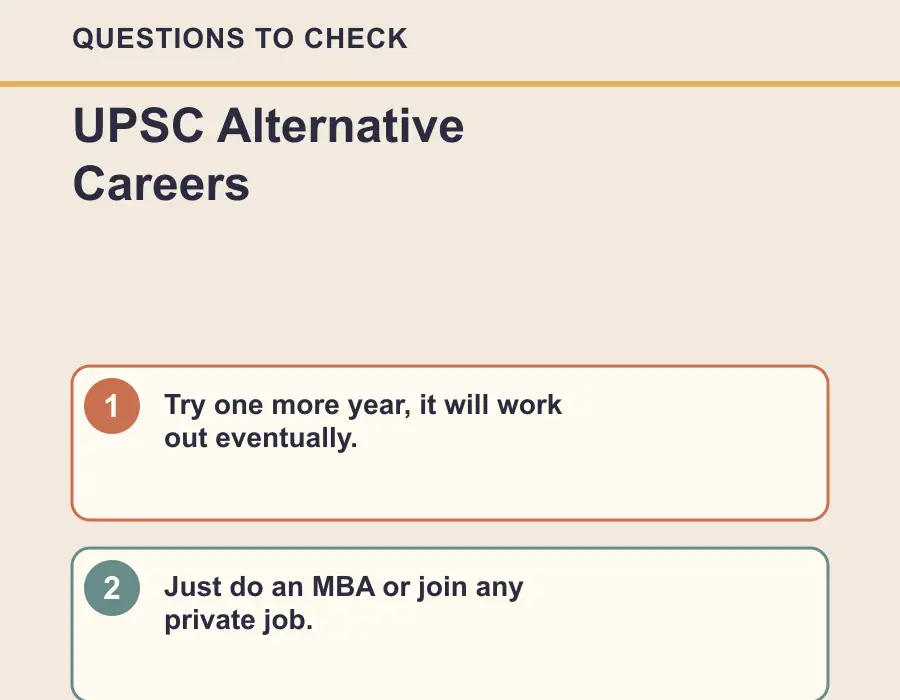 QUESTIONS TO CHECK
UPSC Alternative
Careers
1
Try one more year, it will work
out eventually.
2
Just do an MBA or join any
private job.